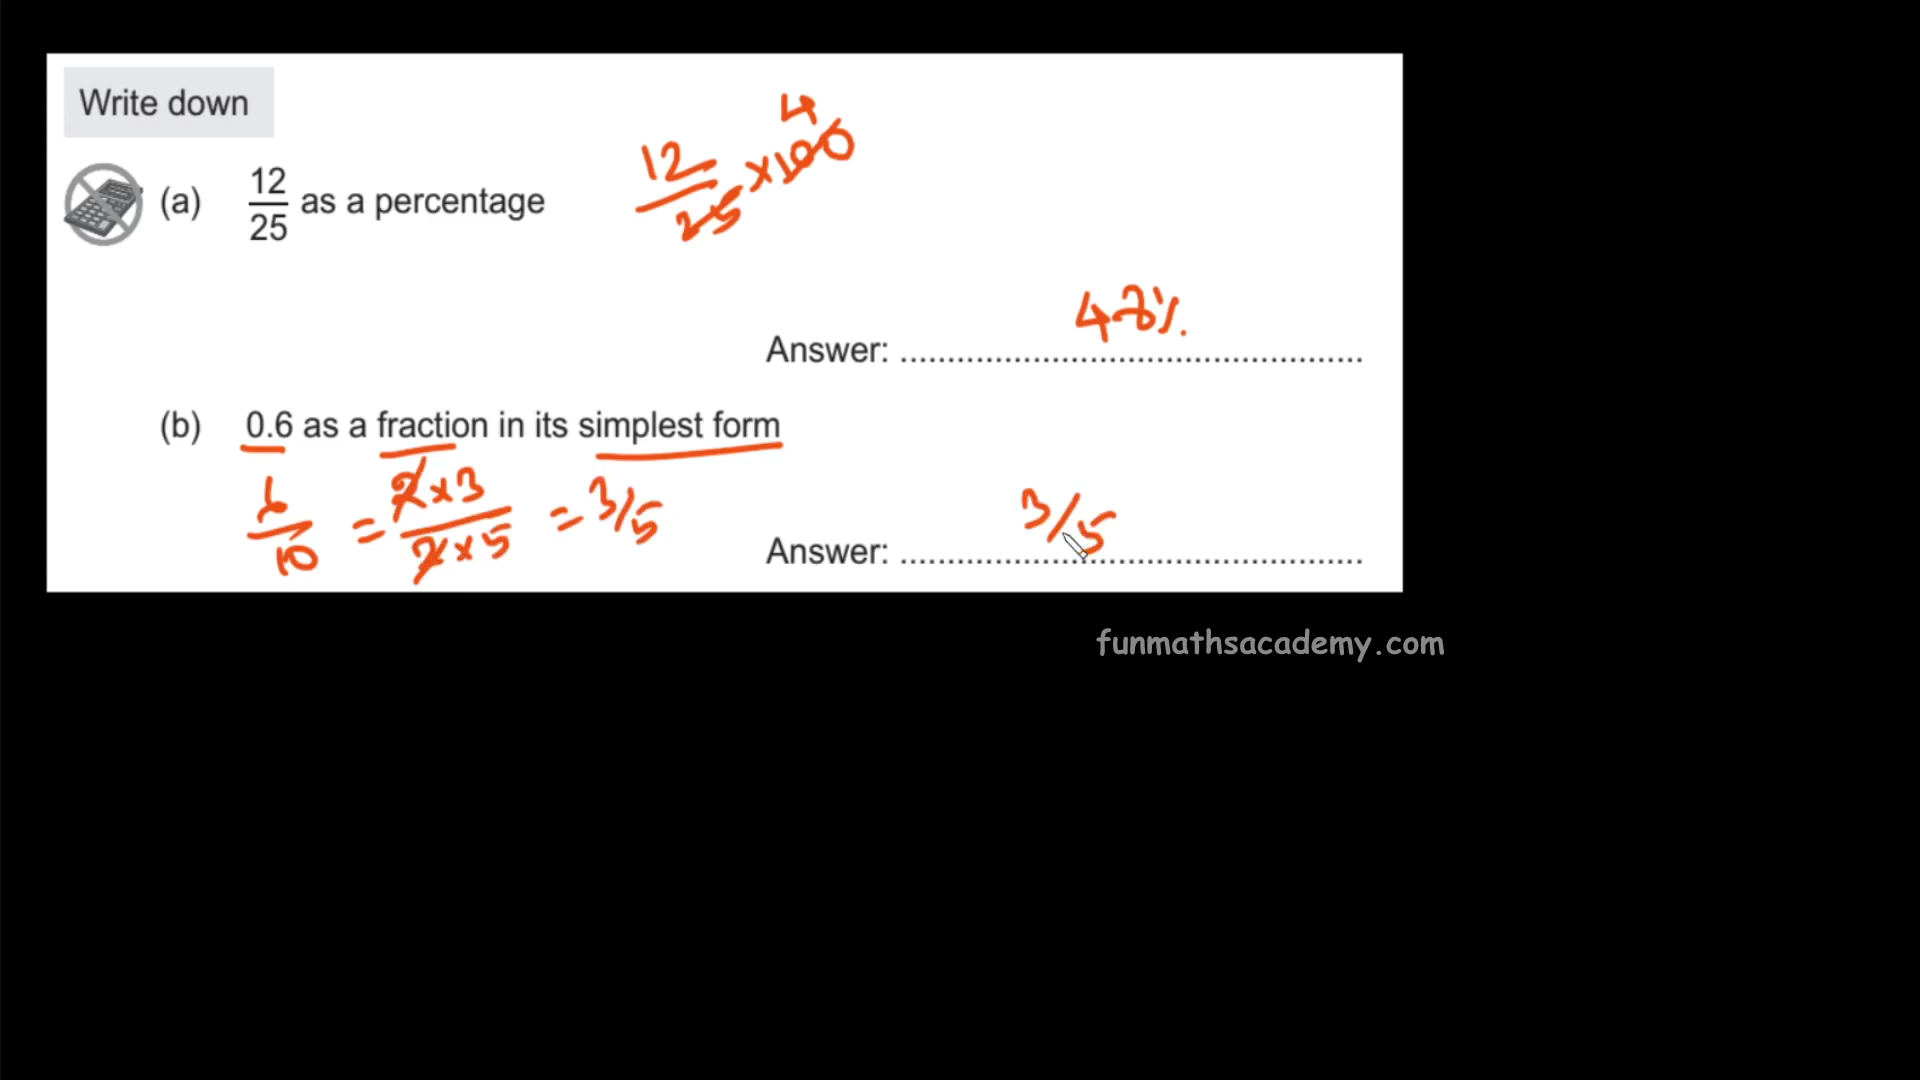 Write down
(a) 12/25 as a percentage
12/25 × 100
4
48%
Answer: ................................................
(b) 0.6 as a fraction in its simplest form
6/10 = 2×3/2×5 = 3/5
3/5
Answer: ................................................
funmathsacademy.com